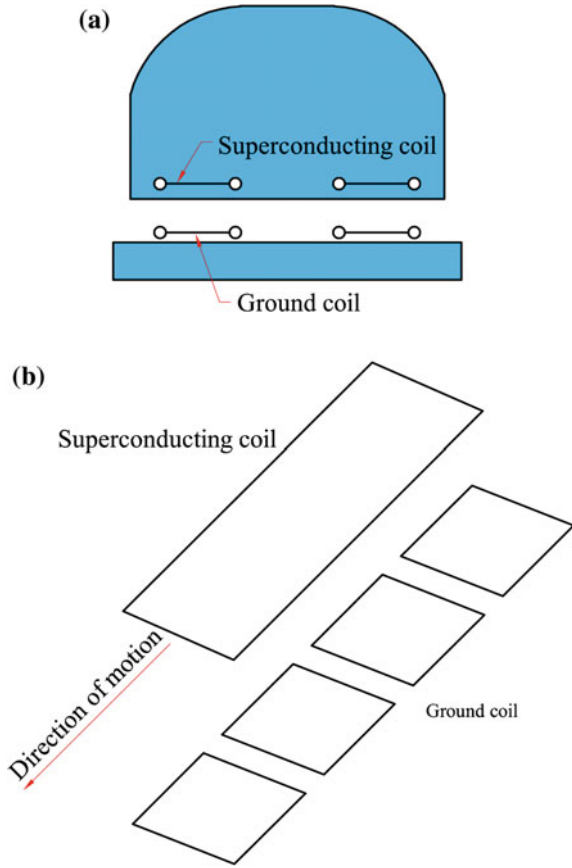 (a)
Superconducting coil
Ground coil
(b)
Superconducting coil
Direction of motion
Ground coil